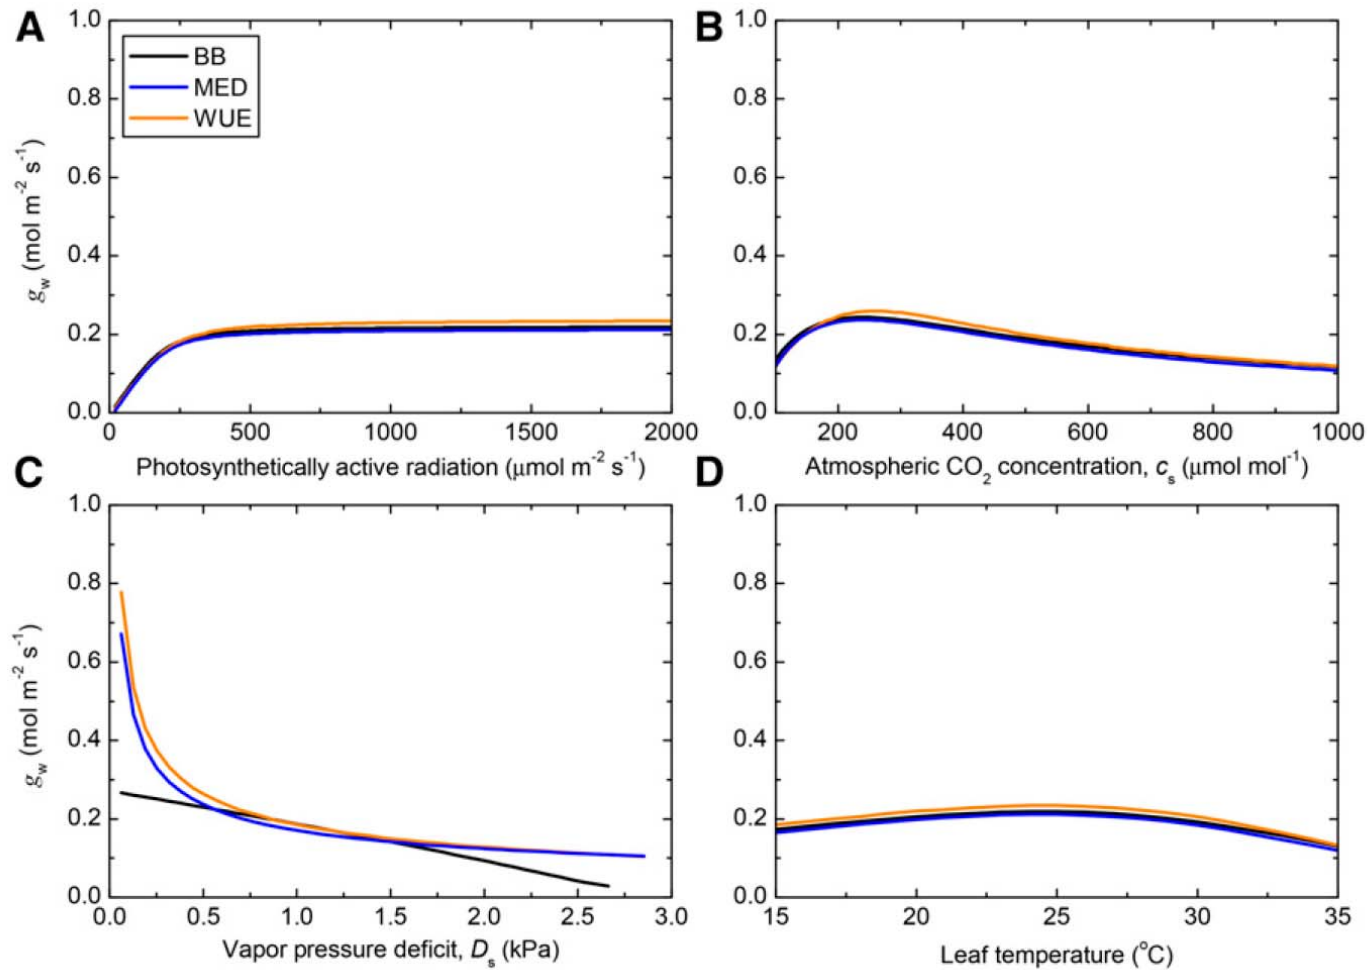 A
1.0
0.8
0.6
0.4
0.2
0.0
g_w (mol m⁻² s⁻¹)
BB
MED
WUE
0 500 1000 1500 2000
Photosynthetically active radiation (μmol m⁻² s⁻¹)
B
1.0
0.8
0.6
0.4
0.2
0.0
200 400 600 800 1000
Atmospheric CO₂ concentration, c_s (μmol mol⁻¹)
C
1.0
0.8
0.6
0.4
0.2
0.0
g_w (mol m⁻² s⁻¹)
0.0 0.5 1.0 1.5 2.0 2.5 3.0
Vapor pressure deficit, D_s (kPa)
D
1.0
0.8
0.6
0.4
0.2
0.0
15 20 25 30 35
Leaf temperature (°C)